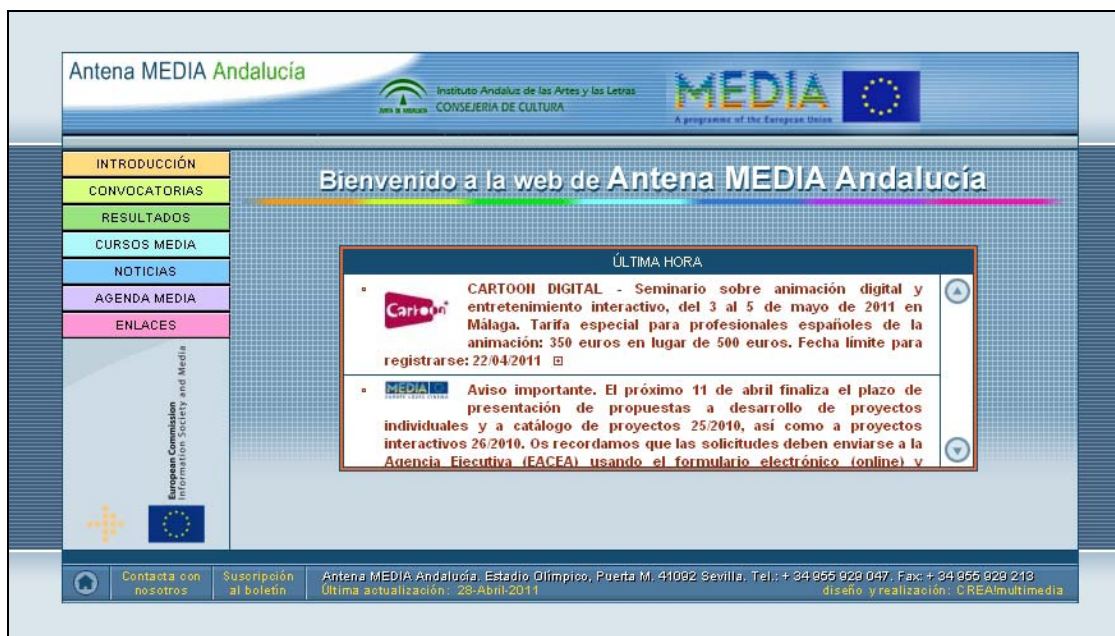 Antena MEDIA Andalucía
JUNTA DE ANDALUCIA
Instituto Andaluz de las Artes y las Letras
CONSEJERÍA DE CULTURA
MEDIA
A programme of the European Union
INTRODUCCIÓN
CONVOCATORIAS
RESULTADOS
CURSOS MEDIA
NOTICIAS
AGENDA MEDIA
ENLACES
European Commission
Information Society and Media
Bienvenido a la web de Antena MEDIA Andalucía
ÚLTIMA HORA
Cartoon
CARTOON DIGITAL - Seminario sobre animación digital y
entretenimiento interactivo, del 3 al 5 de mayo de 2011 en
Málaga. Tarifa especial para profesionales españoles de la
animación: 350 euros en lugar de 500 euros. Fecha límite para
registrarse: 22/04/2011
MEDIA
EUROPE LOVES CINEMA
Aviso importante. El próximo 11 de abril finaliza el plazo de
presentación de propuestas a desarrollo de proyectos
individuales y a catálogo de proyectos 25/2010, así como a proyectos
interactivos 26/2010. Os recordamos que las solicitudes deben enviarse a la
Agencia Ejecutiva (EACEA) usando el formulario electrónico (online) y
Contacta con
nosotros
Suscripción
al boletín
Antena MEDIA Andalucía. Estadio Olímpico, Puerta M. 41092 Sevilla. Tel.: + 34 955 929 047. Fax: + 34 955 929 213
Última actualización: 28-Abril-2011
diseño y realización: CREA!multimedia